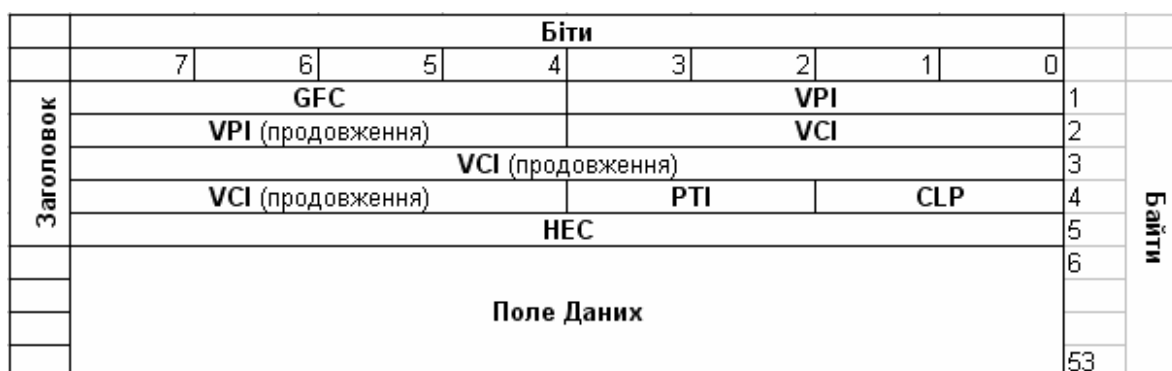 Біти
7 6 5 4 3 2 1 0
Заголовок
GFC VPI 1
VPI (продовження) VCI 2
VCI (продовження) 3
VCI (продовження) PTI CLP 4
HEC 5
Байти
6
Поле Даних
53